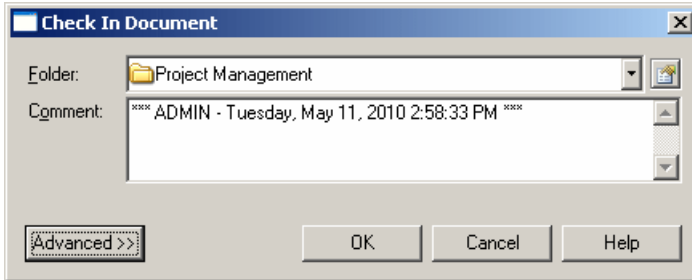 Check In Document
Folder: Project Management
Comment: *** ADMIN - Tuesday, May 11, 2010 2:58:33 PM ***
Advanced >> OK Cancel Help